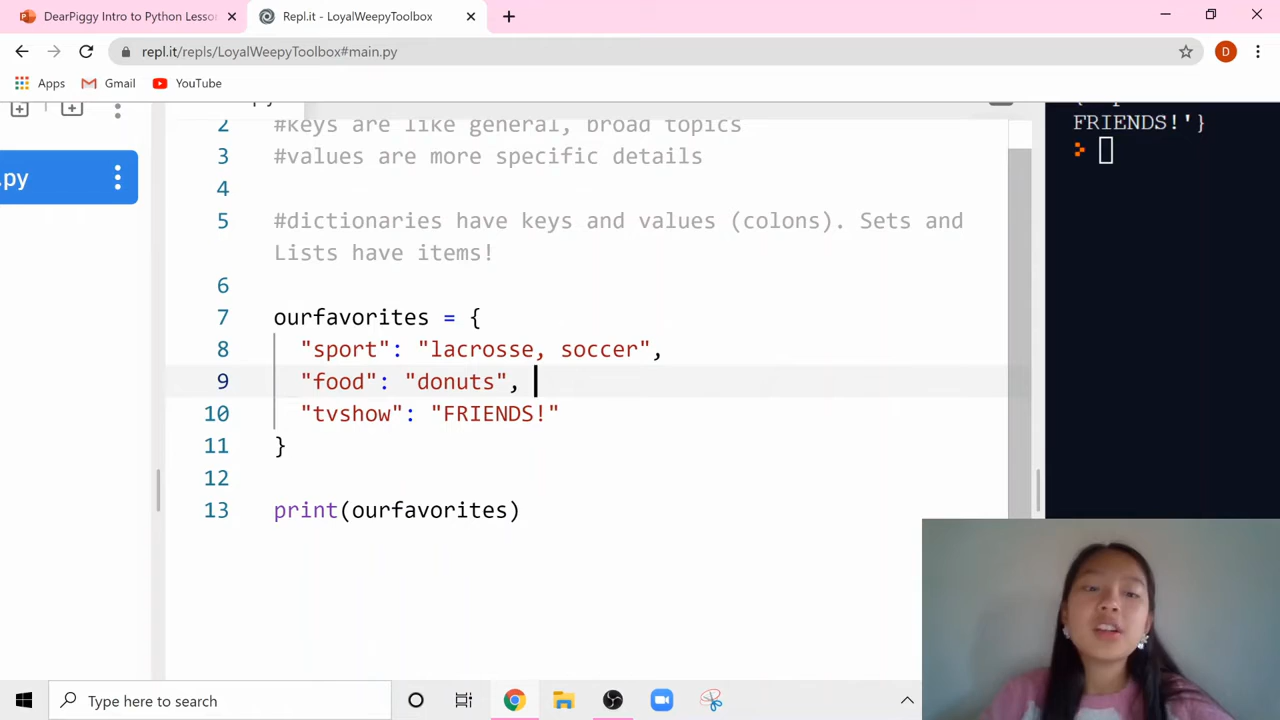 DearPiggy Intro to Python Lesso
Repl.it - LoyalWeepyToolbox
repl.it/repls/LoyalWeepyToolbox#main.py
D
Apps
Gmail
YouTube
.py
2 #keys are like general, broad topics
3 #values are more specific details
4
5 #dictionaries have keys and values (colons). Sets and
Lists have items!
6
7 ourfavorites = {
8 "sport": "lacrosse, soccer",
9 "food": "donuts",
10 "tvshow": "FRIENDS!"
11 }
12
13 print(ourfavorites)
FRIENDS!'}
Type here to search